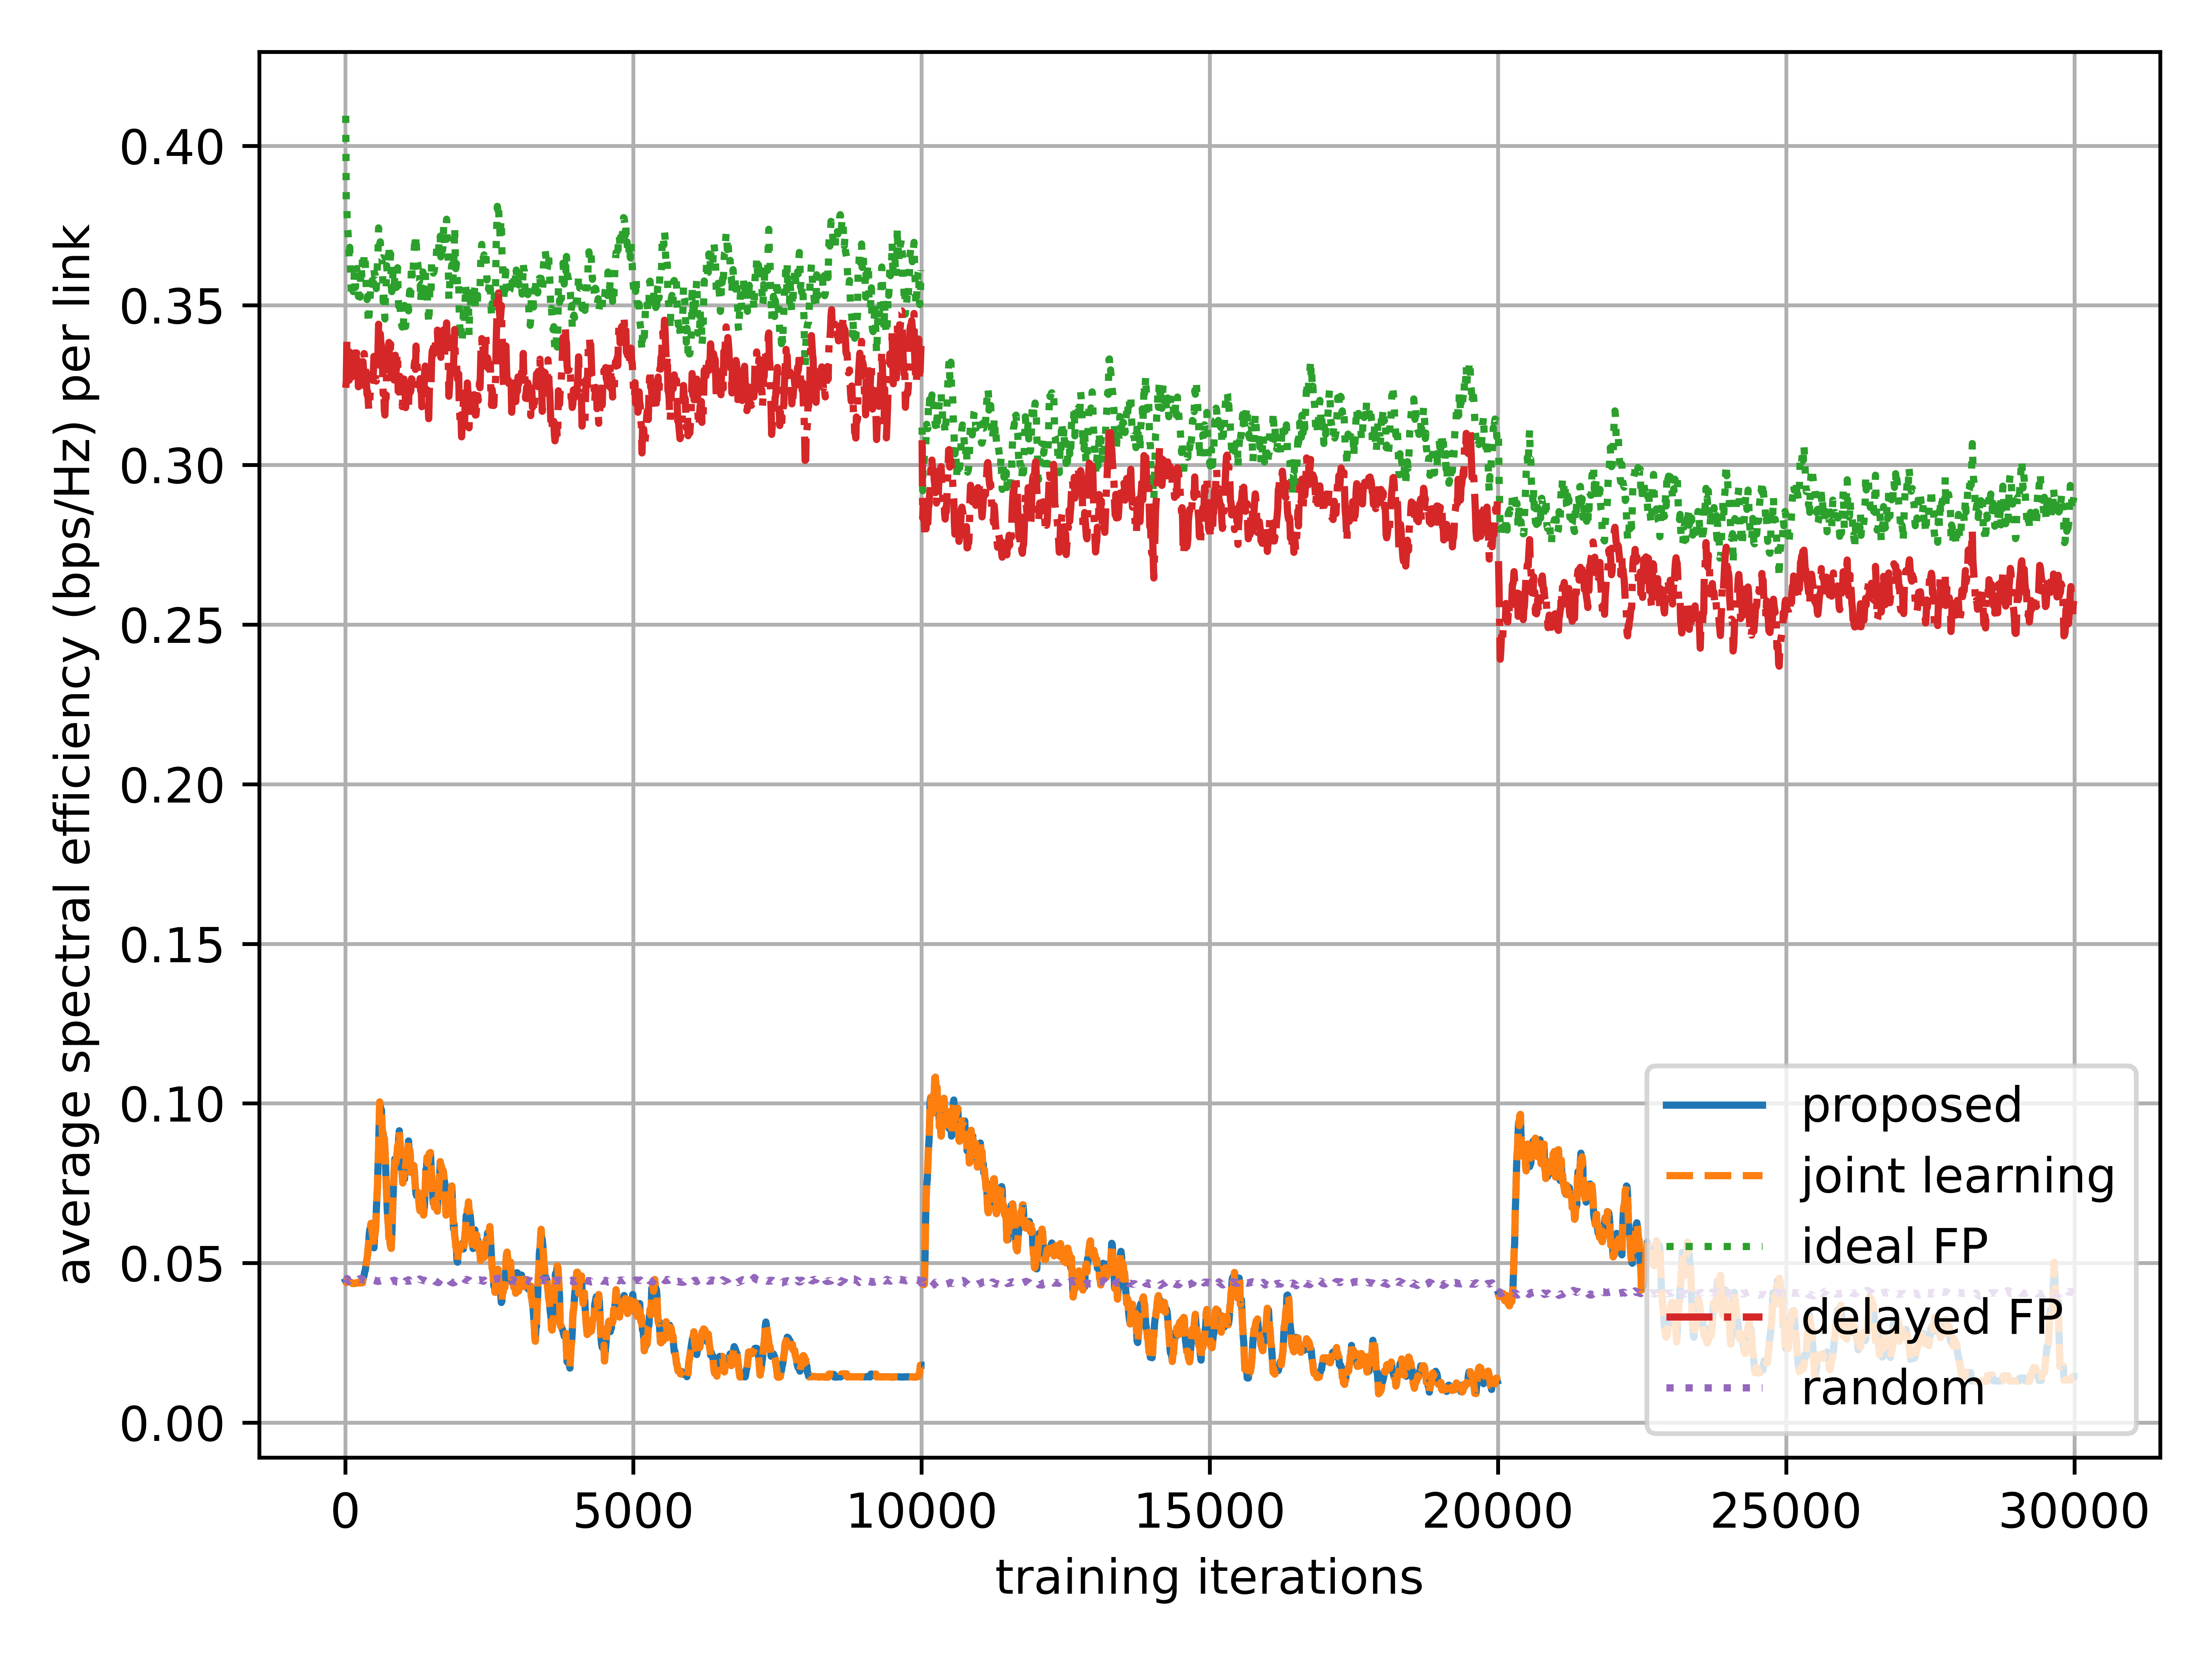 average spectral efficiency (bps/Hz) per link
0.40
0.35
0.30
0.25
0.20
0.15
0.10
0.05
0.00
proposed
joint learning
ideal FP
delayed FP
random
0 5000 10000 15000 20000 25000 30000
training iterations